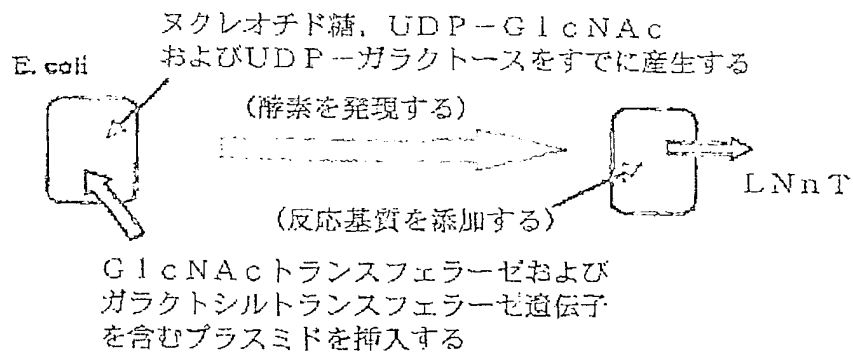 ヌクレオチド糖，ＵＤＰ－ＧｌｃＮＡｃ
およびＵＤＰ－ガラクトースをすでに産生する
E. coli
（酵素を発現する）
ＬＮｎＴ
（反応基質を添加する）
ＧｌｃＮＡｃトランスフェラーゼおよび
ガラクトシルトランスフェラーゼ遺伝子
を含むプラスミドを挿入する